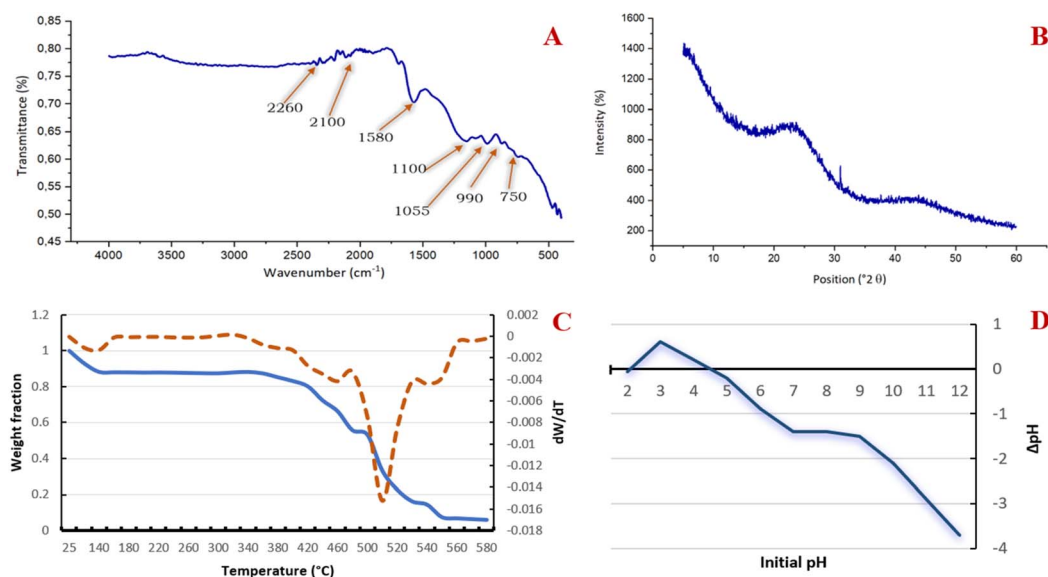 A
0,85
0,80
0,75
0,70
0,65
0,60
0,55
0,50
0,45
Transmittance (%)
2260
2100
1580
1100
1055
990
750
4000 3500 3000 2500 2000 1500 1000 500
Wavenumber (cm⁻¹)
B
1600
1400
1200
1000
800
600
400
200
Intensity (%)
0 10 20 30 40 50 60
Position (°2 θ)
C
1.2
1
0.8
0.6
0.4
0.2
0
Weight fraction
0.002
0
-0.002
-0.004
-0.006
-0.008
-0.01
-0.012
-0.014
-0.016
-0.018
dW/dT
25 140 180 220 260 300 340 380 420 460 500 520 540 560 580
Temperature (°C)
D
1
0
-1
-2
-3
-4
ΔpH
2 3 4 5 6 7 8 9 10 11 12
Initial pH